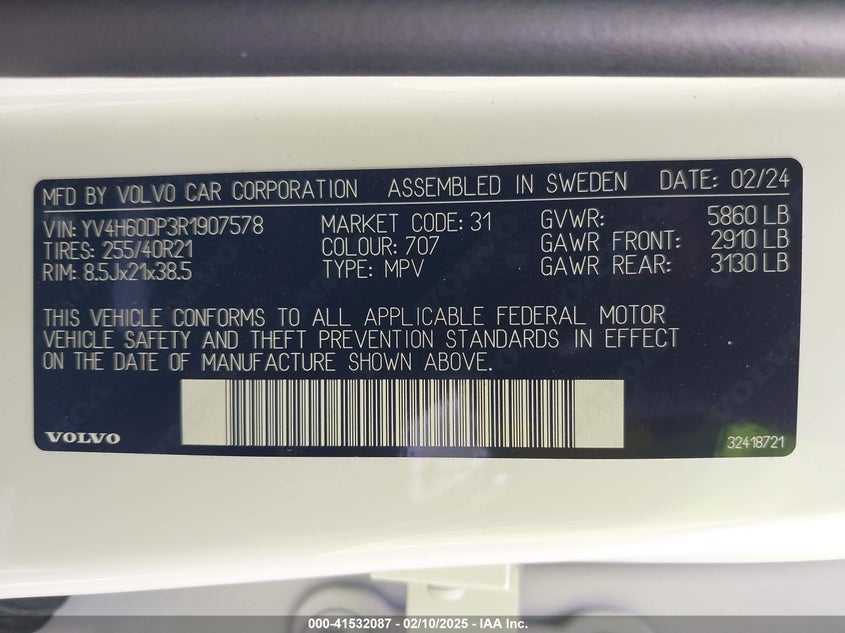 MFD BY VOLVO CAR CORPORATION ASSEMBLED IN SWEDEN DATE: 02/24
VIN: YV4H60DP3R1907578 MARKET CODE: 31 GVWR: 5860 LB
TIRES: 255/40R21 COLOUR: 707 GAWR FRONT: 2910 LB
RIM: 8.5Jx21x38.5 TYPE: MPV GAWR REAR: 3130 LB
THIS VEHICLE CONFORMS TO ALL APPLICABLE FEDERAL MOTOR
VEHICLE SAFETY AND THEFT PREVENTION STANDARDS IN EFFECT
ON THE DATE OF MANUFACTURE SHOWN ABOVE.
VOLVO 32418721
000-41532087 - 02/10/2025 - IAA Inc.